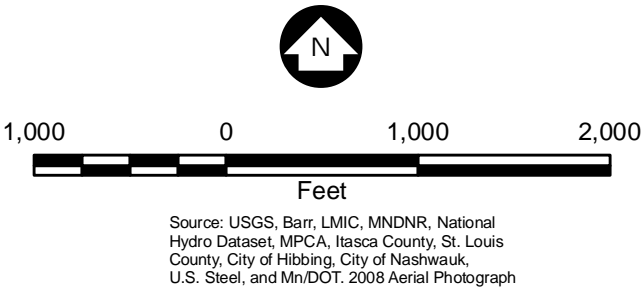 N
1,000 0 1,000 2,000
Feet
Source: USGS, Barr, LMIC, MNDNR, National
Hydro Dataset, MPCA, Itasca County, St. Louis
County, City of Hibbing, City of Nashwauk,
U.S. Steel, and Mn/DOT. 2008 Aerial Photograph